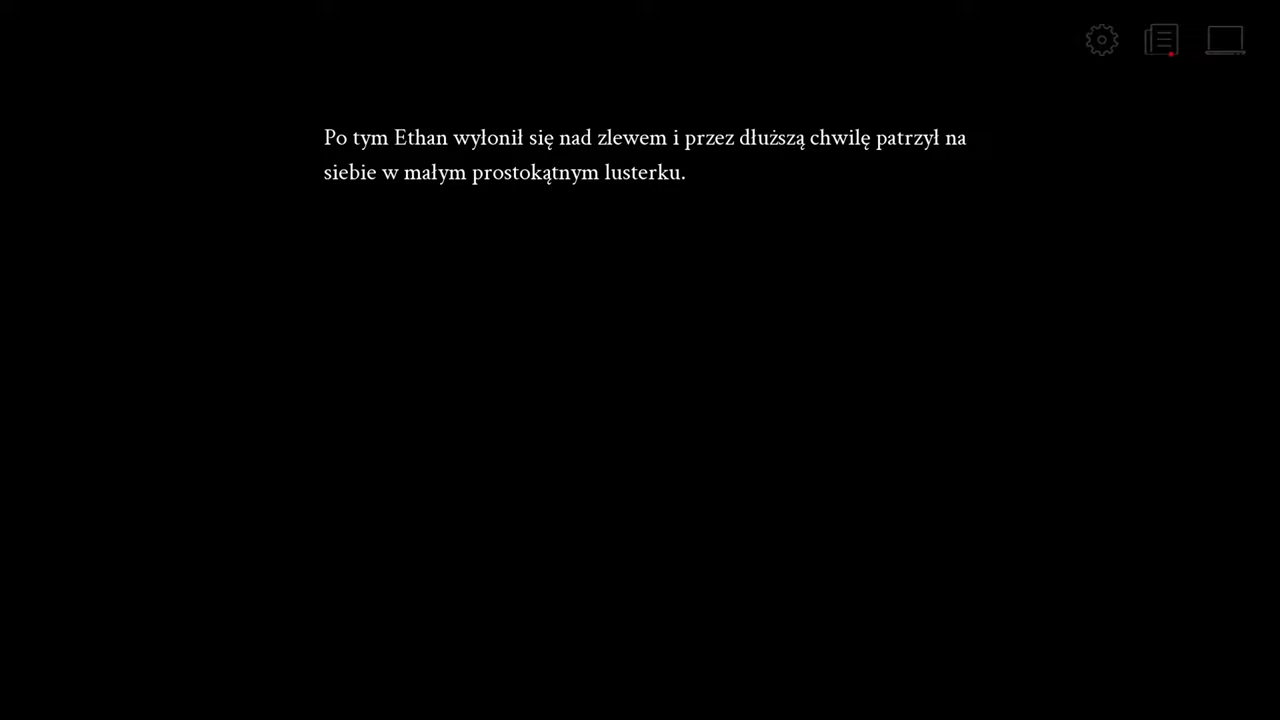 Po tym Ethan wyłonił się nad zlewem i przez dłuższą chwilę patrzył na
siebie w małym prostokątnym lusterku.